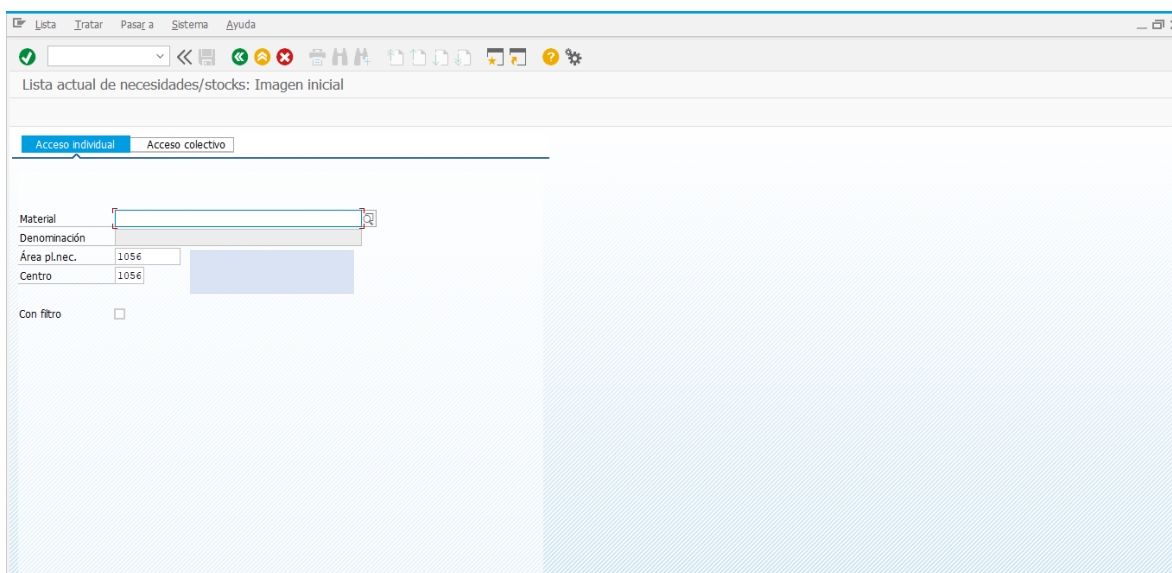 Lista Tratar Pasar a Sistema Ayuda
Lista actual de necesidades/stocks: Imagen inicial
Acceso individual Acceso colectivo
Material
Denominación
Área pl.nec. 1056
Centro 1056
Con filtro